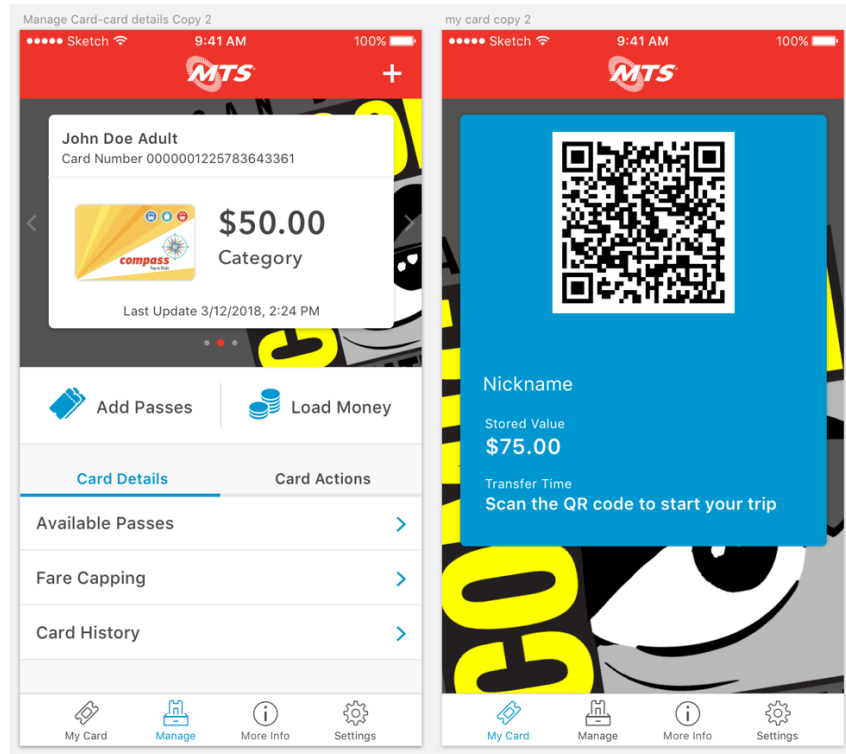 Manage Card-card details Copy 2
Sketch 9:41 AM 100%
MTS
+
John Doe Adult
Card Number 0000001225783643361
compass
Tap & Ride
$50.00
Category
Last Update 3/12/2018, 2:24 PM
Add Passes
Load Money
Card Details
Card Actions
Available Passes
Fare Capping
Card History
My Card
Manage
More Info
Settings
my card copy 2
Sketch 9:41 AM 100%
MTS
Nickname
Stored Value
$75.00
Transfer Time
Scan the QR code to start your trip
My Card
Manage
More Info
Settings